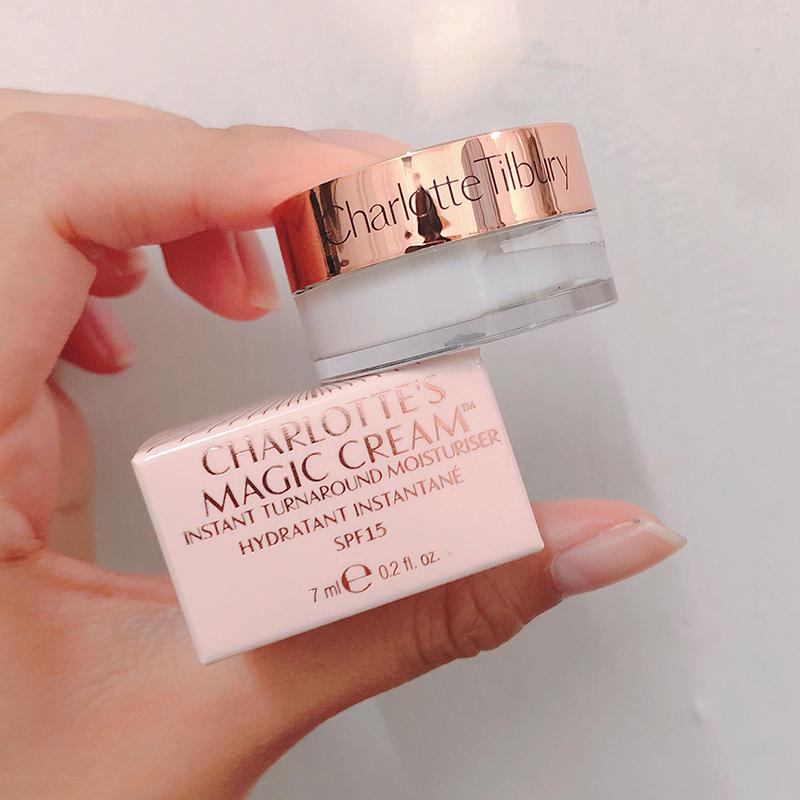 Charlotte Tilbury
CHARLOTTE'S
MAGIC CREAM™
INSTANT TURNAROUND MOISTURISER
HYDRATANT INSTANTANÉ
SPF15
7 ml e 0.2 fl. oz.